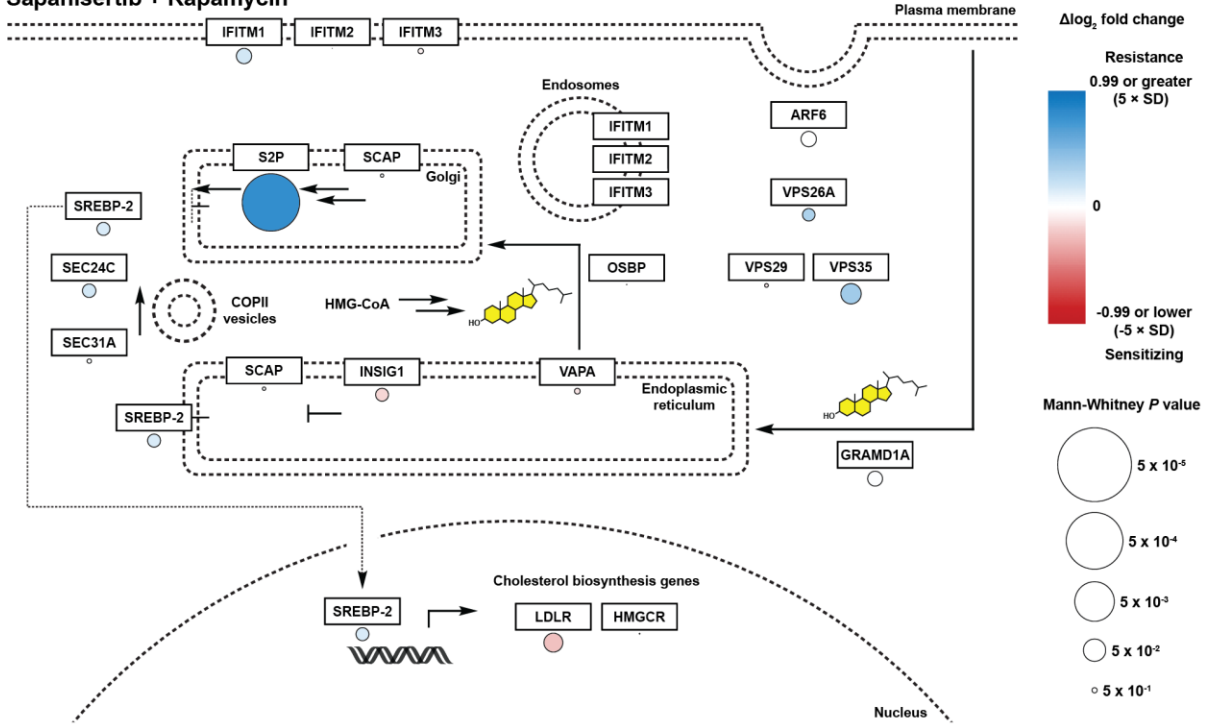 Sapanisertib + Rapamycin
Plasma membrane
IFITM1
IFITM2
IFITM3
Endosomes
IFITM1
IFITM2
IFITM3
ARF6
VPS26A
VPS29
VPS35
S2P
SCAP
Golgi
SREBP-2
SEC24C
SEC31A
COPII
vesicles
HMG-CoA
HO
OSBP
SCAP
INSIG1
VAPA
Endoplasmic
reticulum
SREBP-2
HO
GRAMD1A
Cholesterol biosynthesis genes
SREBP-2
LDLR
HMGCR
Nucleus
Δlog₂ fold change
Resistance
0.99 or greater
(5 × SD)
0
-0.99 or lower
(-5 × SD)
Sensitizing
Mann-Whitney P value
5 x 10⁻⁵
5 x 10⁻⁴
5 x 10⁻³
5 x 10⁻²
5 x 10⁻¹